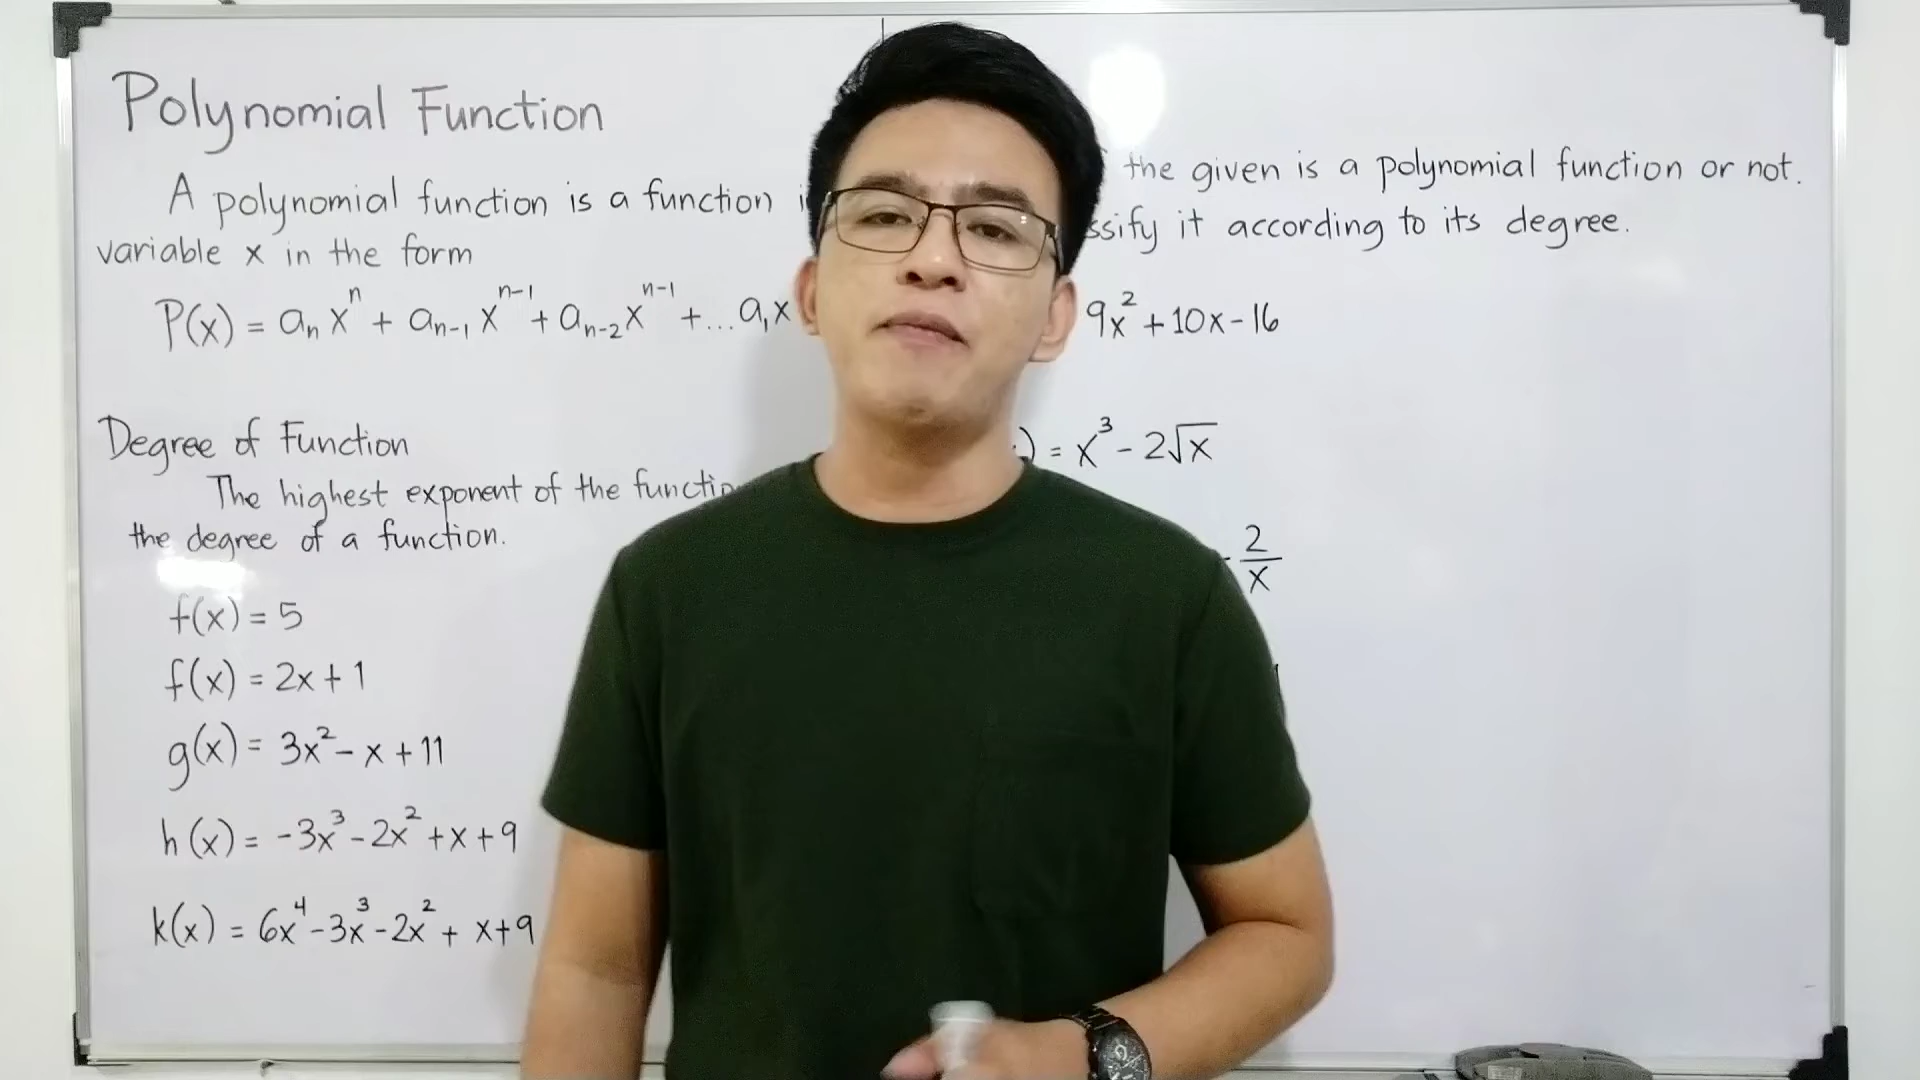 Polynomial Function
A polynomial function is a function
variable x in the form
P(x) = aₙxⁿ + aₙ₋₁xⁿ⁻¹ + aₙ₋₂xⁿ⁻¹ + ... a₁x
Degree of Function
The highest exponent of the function
the degree of a function.
f(x) = 5
f(x) = 2x + 1
g(x) = 3x² - x + 11
h(x) = -3x³ - 2x² + x + 9
k(x) = 6x⁴ - 3x³ - 2x² + x + 9
the given is a polynomial function or not.
it according to its degree.
9x² + 10x - 16
) = x³ - 2√x
2/x